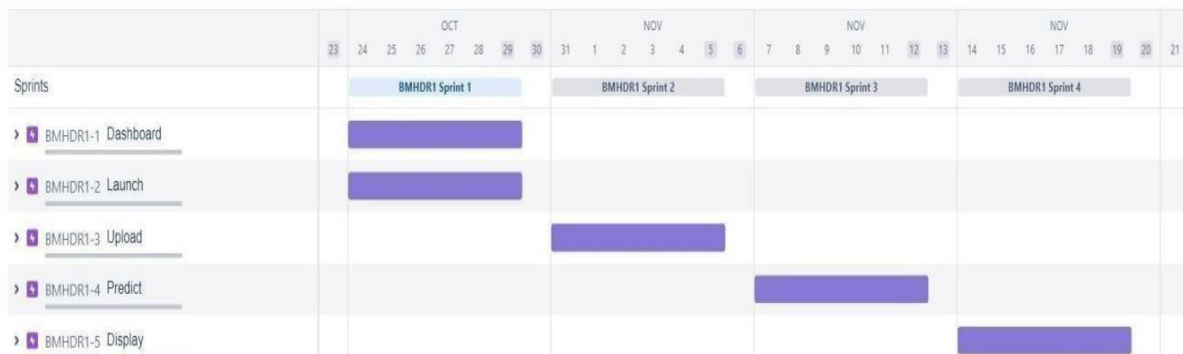 OCT NOV NOV NOV
23 24 25 26 27 28 29 30 31 1 2 3 4 5 6 7 8 9 10 11 12 13 14 15 16 17 18 19 20 21
Sprints BMHDR1 Sprint 1 BMHDR1 Sprint 2 BMHDR1 Sprint 3 BMHDR1 Sprint 4
BMHDR1-1 Dashboard
BMHDR1-2 Launch
BMHDR1-3 Upload
BMHDR1-4 Predict
BMHDR1-5 Display